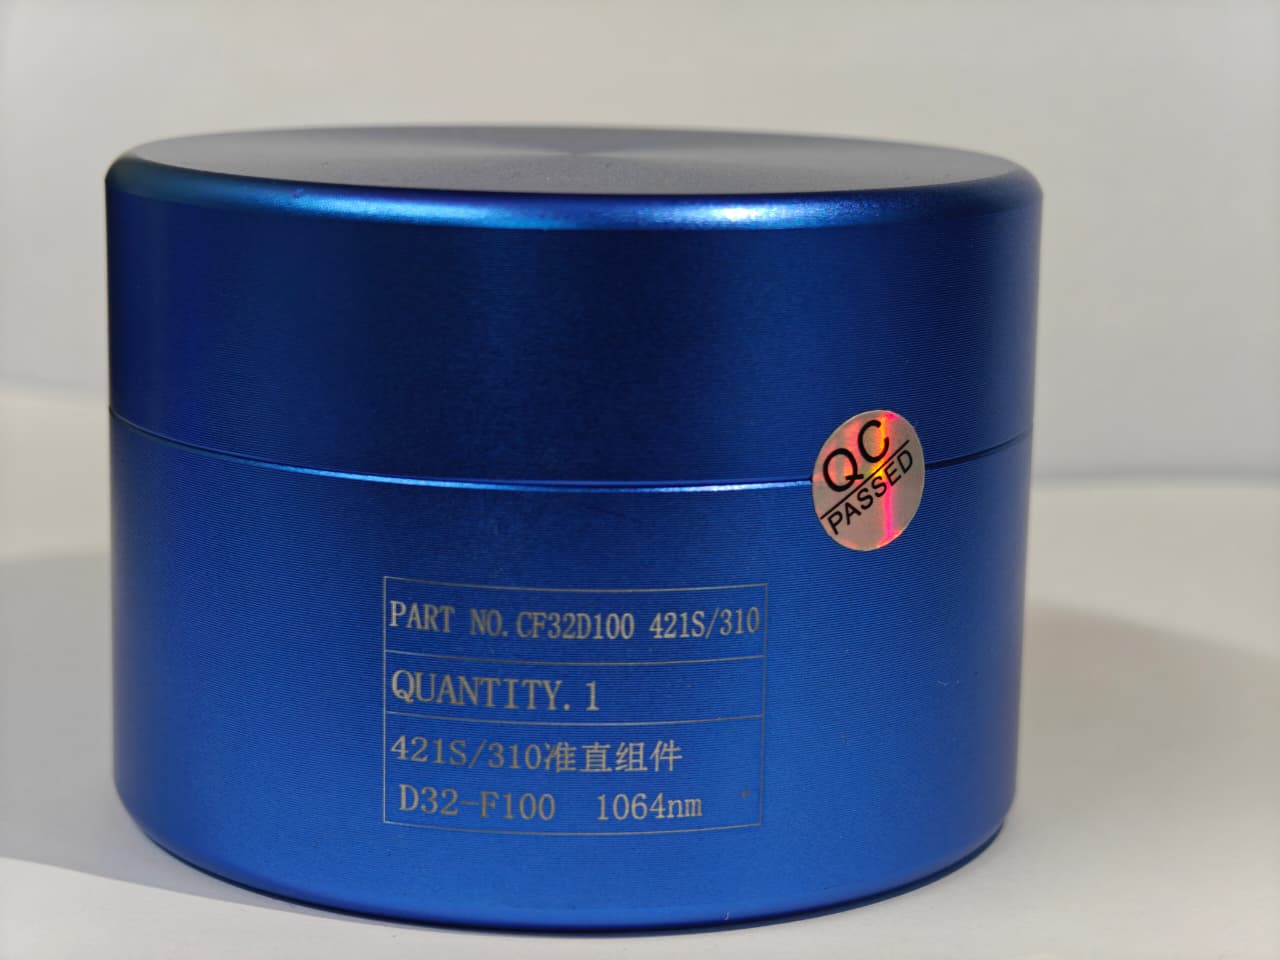 QC
PASSED
PART NO. CF32D100 421S/310
QUANTITY. 1
421S/310准直组件
D32-F100 1064nm